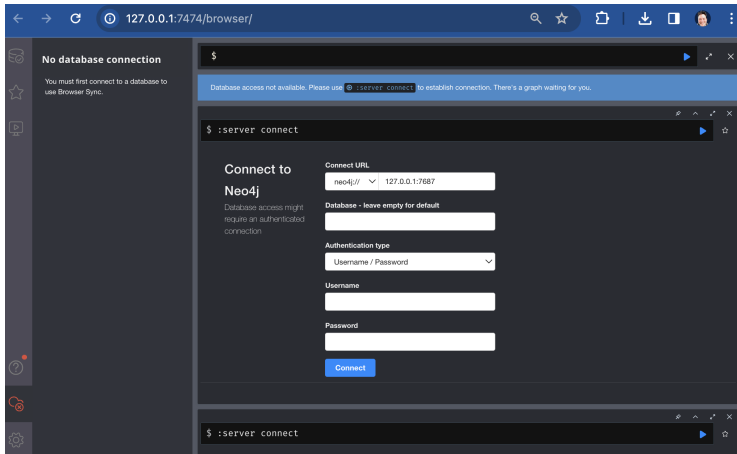 127.0.0.1:7474/browser/
No database connection
You must first connect to a database to
use Browser Sync.
$
Database access not available. Please use :server connect to establish connection. There's a graph waiting for you.
$ :server connect
Connect to
Neo4j
Database access might
require an authenticated
connection
Connect URL
neo4j:// 127.0.0.1:7687
Database - leave empty for default
Authentication type
Username / Password
Username
Password
Connect
$ :server connect